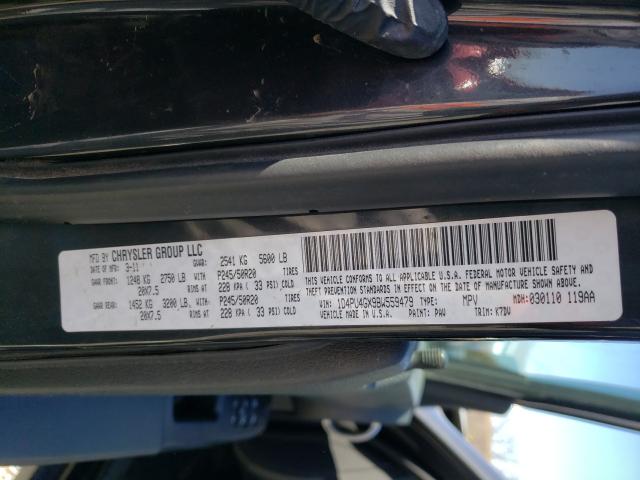 MFD BY CHRYSLER GROUP LLC
DATE OF MFR: 3-11 GVWR: 2541 KG 5600 LB
GAWR FRONT: 1248 KG 2750 LB WITH P245/50R20 TIRES
20X7.5 RIMS AT 228 KPA ( 33 PSI) COLD
GAWR REAR: 1452 KG 3200 LB WITH P245/50R20 TIRES
20X7.5 RIMS AT 228 KPA ( 33 PSI) COLD
THIS VEHICLE CONFORMS TO ALL APPLICABLE U.S.A. FEDERAL MOTOR VEHICLE SAFETY, BUMPER AND
THEFT PREVENTION STANDARDS IN EFFECT ON THE DATE OF MANUFACTURE SHOWN ABOVE.
VIN: 1D4PU4GX9BW559479 TYPE: MPV MDH: 030110 119AA
VEHICLE MADE IN U.S.A. PAINT: PAU TRIM: K7DV